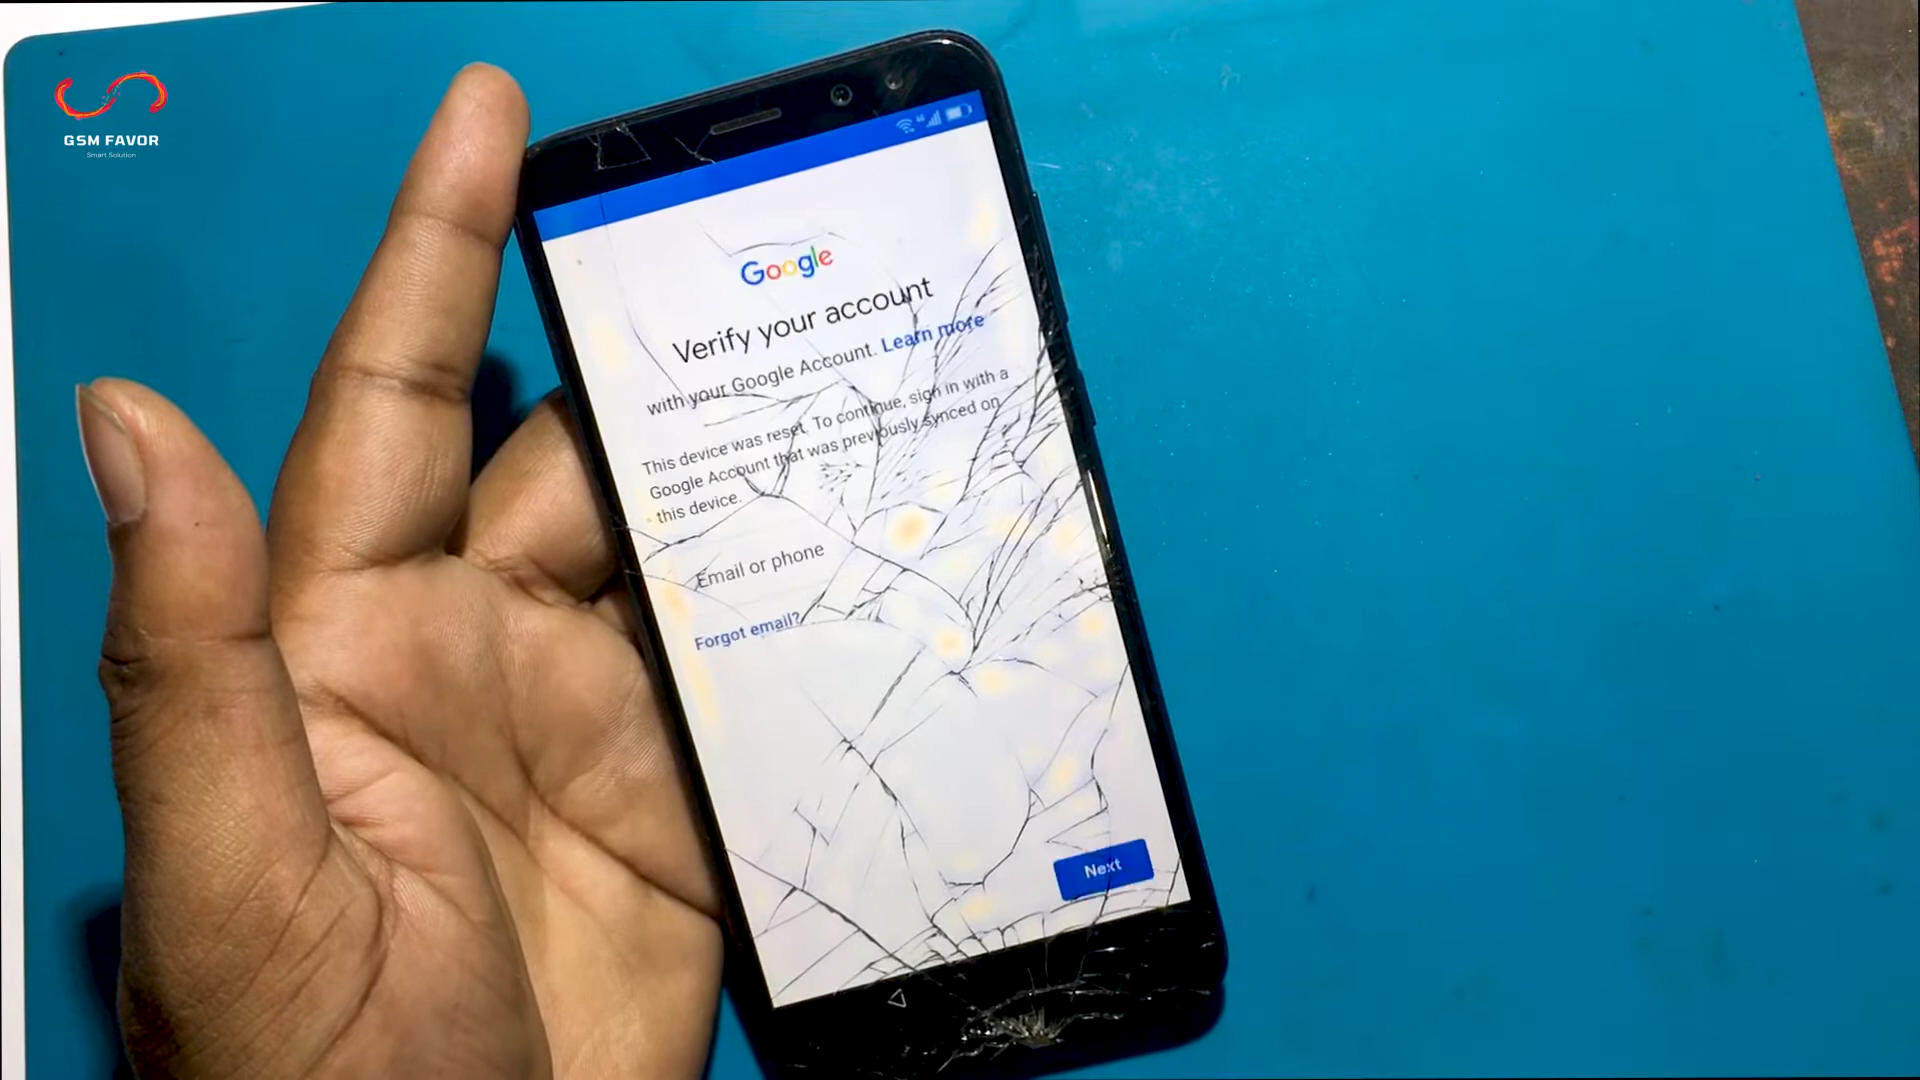 GSM FAVOR
Smart Solution
4G
Google
Verify your account
with your Google Account. Learn more
This device was reset. To continue, sign in with a
Google Account that was previously synced on
this device.
Email or phone
Forgot email?
Next